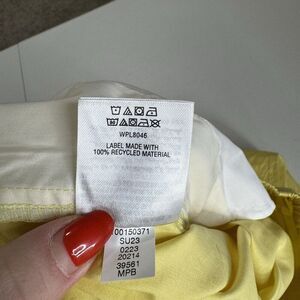 WPL8046
LABEL MADE WITH
100% RECYCLED MATERIAL
00150371
SU23
0223
20214
39561
MPB